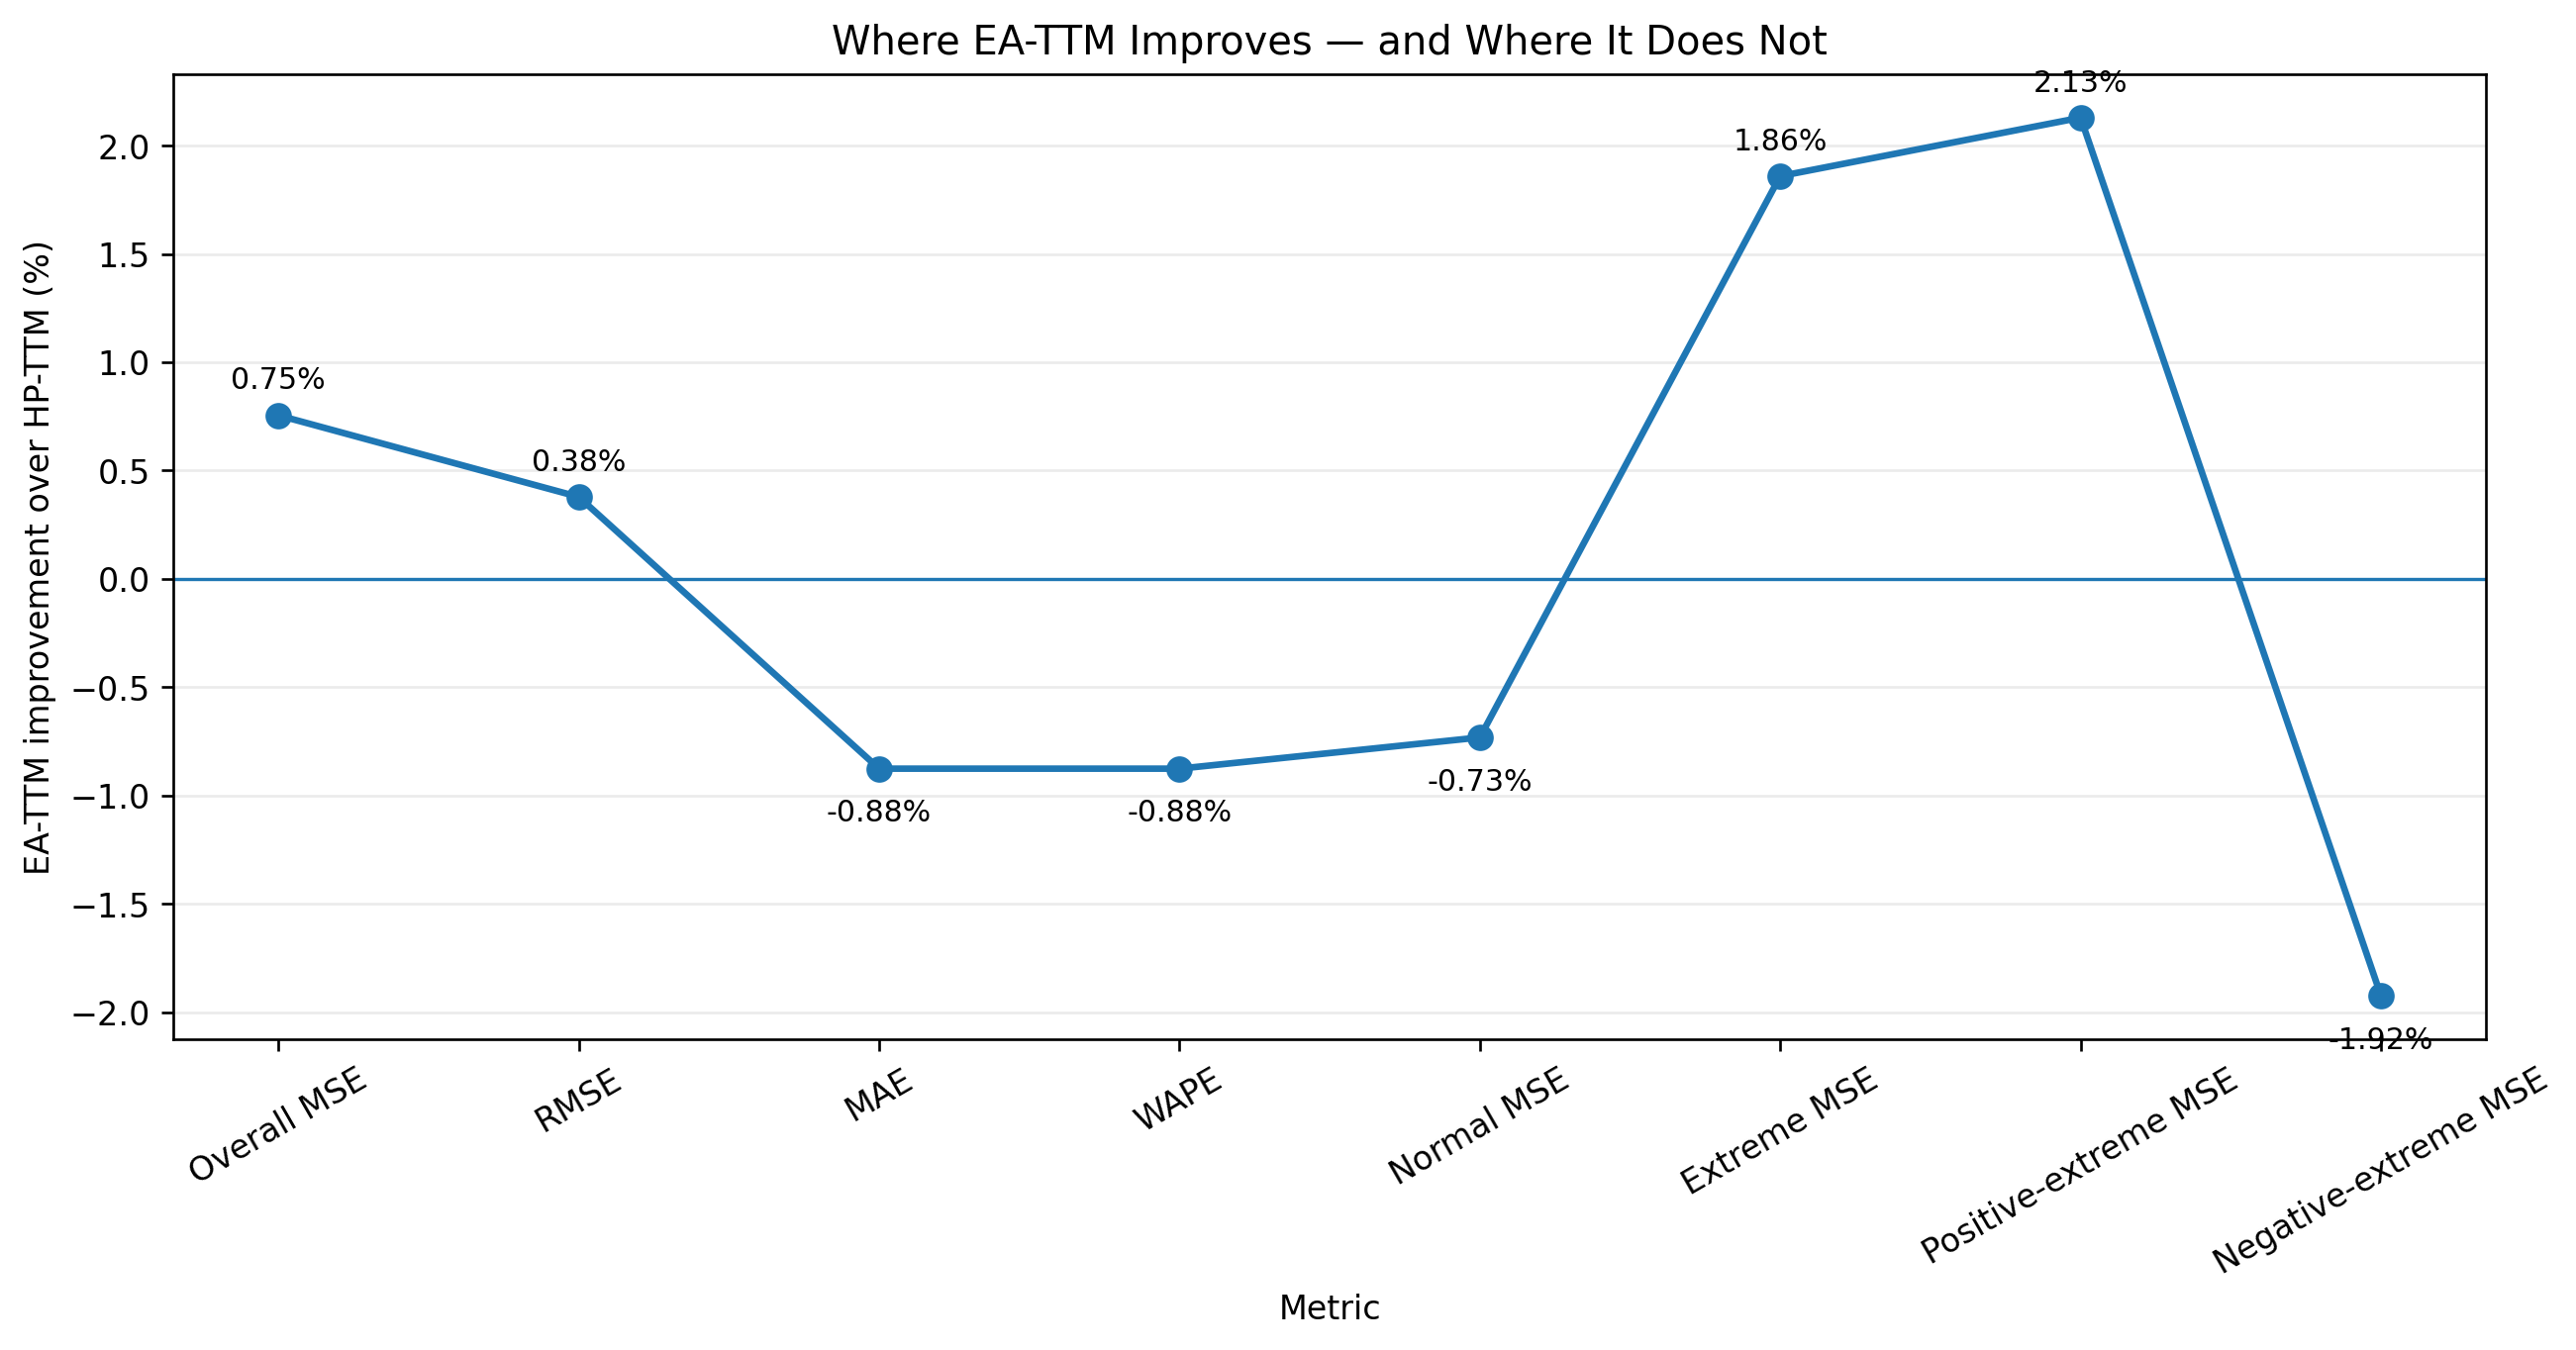 Where EA-TTM Improves — and Where It Does Not
EA-TTM improvement over HP-TTM (%)
2.0
1.5
1.0
0.5
0.0
−0.5
−1.0
−1.5
−2.0
0.75%
0.38%
-0.88%
-0.88%
-0.73%
1.86%
2.13%
-1.92%
Overall MSE
RMSE
MAE
WAPE
Normal MSE
Extreme MSE
Positive-extreme MSE
Negative-extreme MSE
Metric